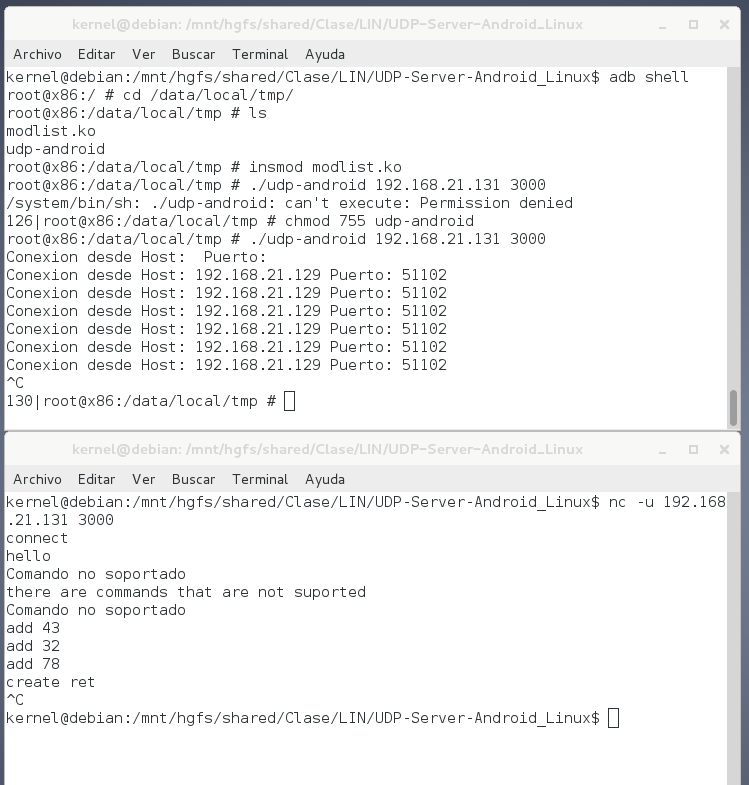 kernel@debian: /mnt/hgfs/shared/Clase/LIN/UDP-Server-Android_Linux
Archivo Editar Ver Buscar Terminal Ayuda
kernel@debian:/mnt/hgfs/shared/Clase/LIN/UDP-Server-Android_Linux$ adb shell
root@x86:/ # cd /data/local/tmp/
root@x86:/data/local/tmp # ls
modlist.ko
udp-android
root@x86:/data/local/tmp # insmod modlist.ko
root@x86:/data/local/tmp # ./udp-android 192.168.21.131 3000
/system/bin/sh: ./udp-android: can't execute: Permission denied
126|root@x86:/data/local/tmp # chmod 755 udp-android
root@x86:/data/local/tmp # ./udp-android 192.168.21.131 3000
Conexion desde Host:  Puerto:
Conexion desde Host: 192.168.21.129 Puerto: 51102
Conexion desde Host: 192.168.21.129 Puerto: 51102
Conexion desde Host: 192.168.21.129 Puerto: 51102
Conexion desde Host: 192.168.21.129 Puerto: 51102
Conexion desde Host: 192.168.21.129 Puerto: 51102
Conexion desde Host: 192.168.21.129 Puerto: 51102
^C
130|root@x86:/data/local/tmp #
kernel@debian: /mnt/hgfs/shared/Clase/LIN/UDP-Server-Android_Linux
Archivo Editar Ver Buscar Terminal Ayuda
kernel@debian:/mnt/hgfs/shared/Clase/LIN/UDP-Server-Android_Linux$ nc -u 192.168
.21.131 3000
connect
hello
Comando no soportado
there are commands that are not suported
Comando no soportado
add 43
add 32
add 78
create ret
^C
kernel@debian:/mnt/hgfs/shared/Clase/LIN/UDP-Server-Android_Linux$